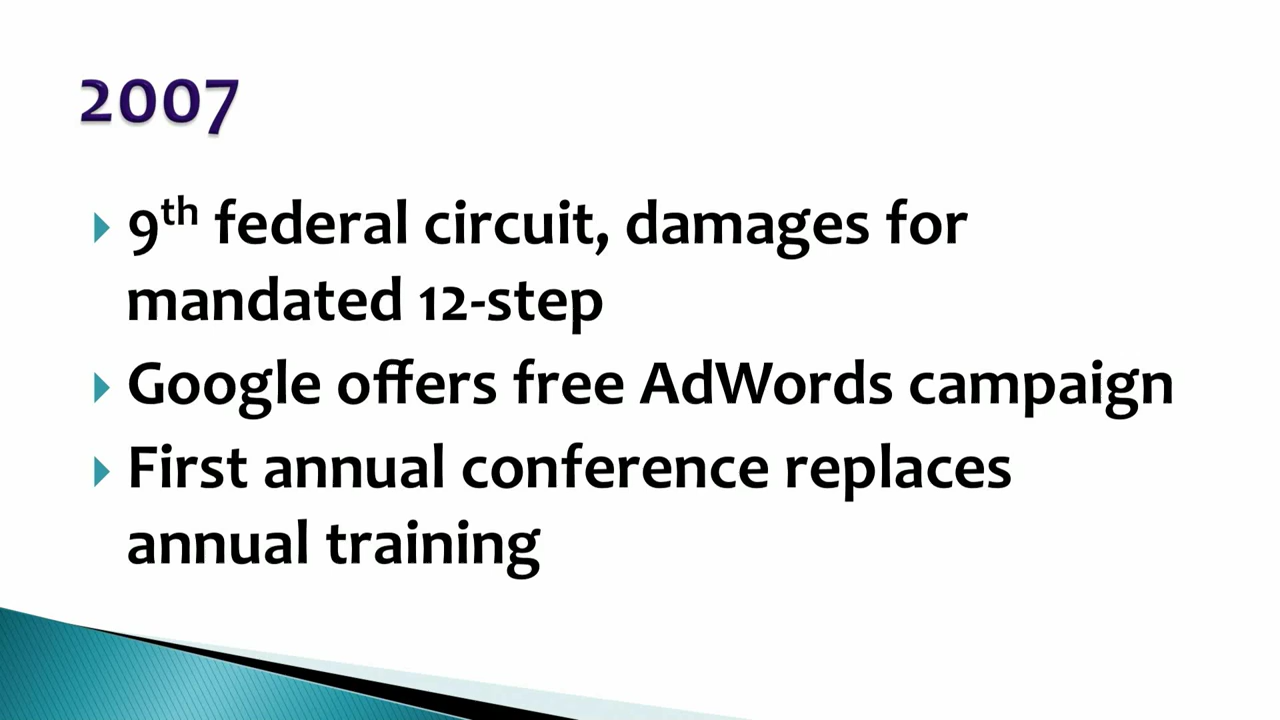 2007
9th federal circuit, damages for
mandated 12-step
Google offers free AdWords campaign
First annual conference replaces
annual training